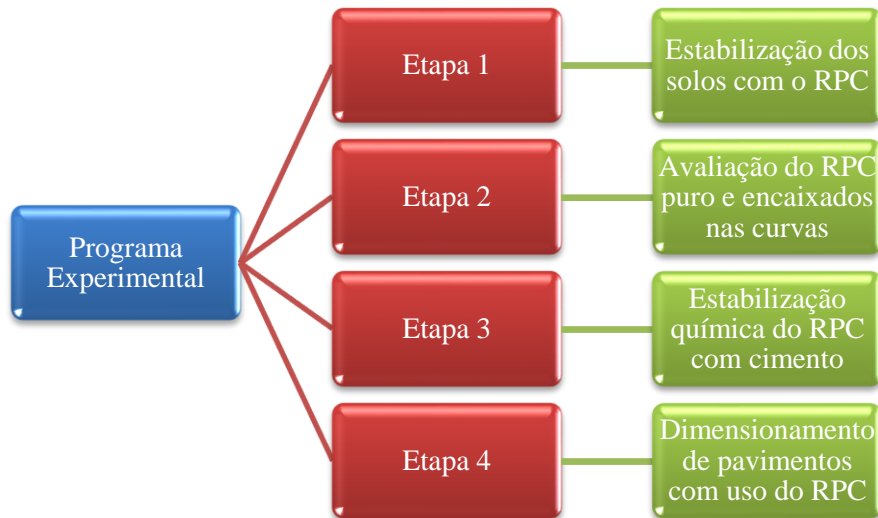 Programa
Experimental
Etapa 1
Estabilização dos
solos com o RPC
Etapa 2
Avaliação do RPC
puro e encaixados
nas curvas
Etapa 3
Estabilização
química do RPC
com cimento
Etapa 4
Dimensionamento
de pavimentos
com uso do RPC